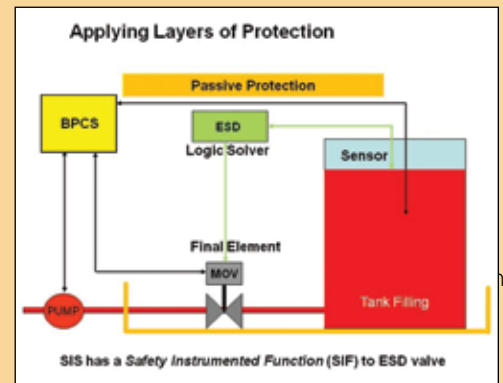 Applying Layers of Protection
Passive Protection
BPCS
ESD
Logic Solver
Sensor
Final Element
MOV
PUMP
Tank Filling
SIS has a Safety Instrumented Function (SIF) to ESD valve